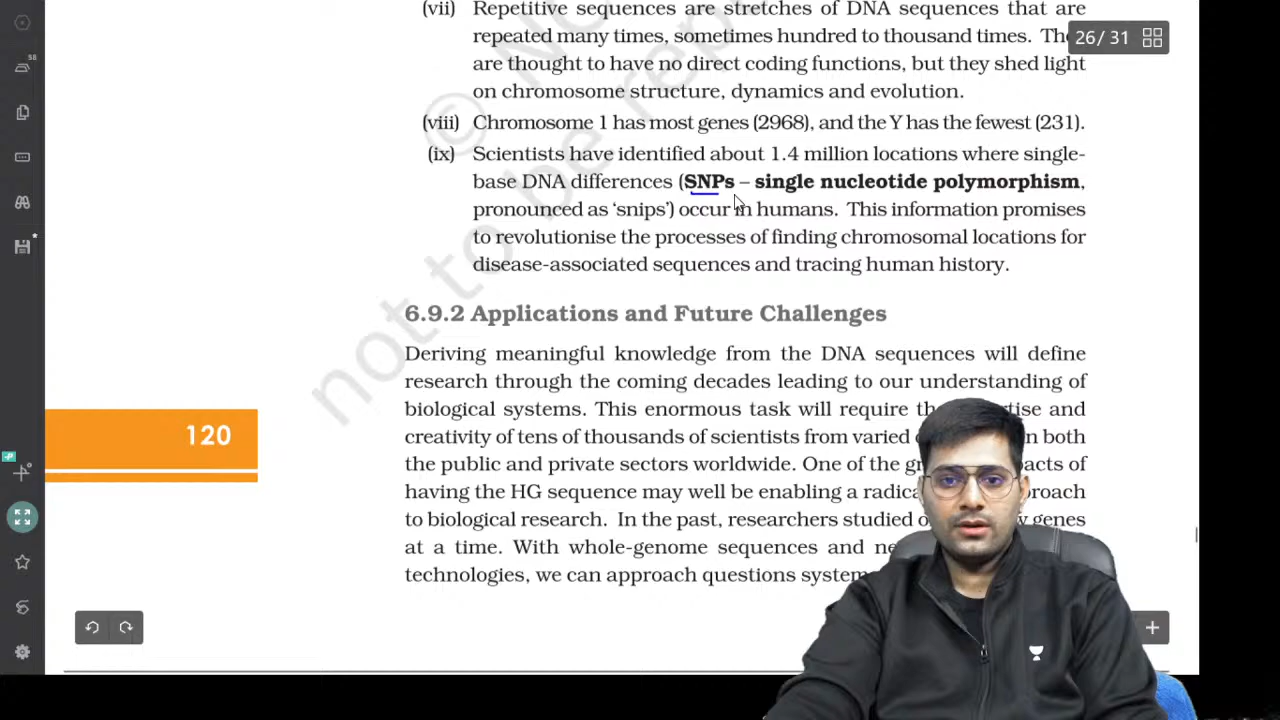 (vii) Repetitive sequences are stretches of DNA sequences that are
repeated many times, sometimes hundred to thousand times. The
26/31
are thought to have no direct coding functions, but they shed light
on chromosome structure, dynamics and evolution.
(viii) Chromosome 1 has most genes (2968), and the Y has the fewest (231).
(ix) Scientists have identified about 1.4 million locations where single-
base DNA differences (SNPs – single nucleotide polymorphism,
pronounced as 'snips') occur in humans. This information promises
to revolutionise the processes of finding chromosomal locations for
disease-associated sequences and tracing human history.
6.9.2 Applications and Future Challenges
Deriving meaningful knowledge from the DNA sequences will define
research through the coming decades leading to our understanding of
biological systems. This enormous task will require
and
creativity of tens of thousands of scientists from varied
both
the public and private sectors worldwide. One of the
of
having the HG sequence may well be enabling a
to biological research. In the past, researchers studied
genes
at a time. With whole-genome sequences and
technologies, we can approach questions
120
58
not to be rep
©